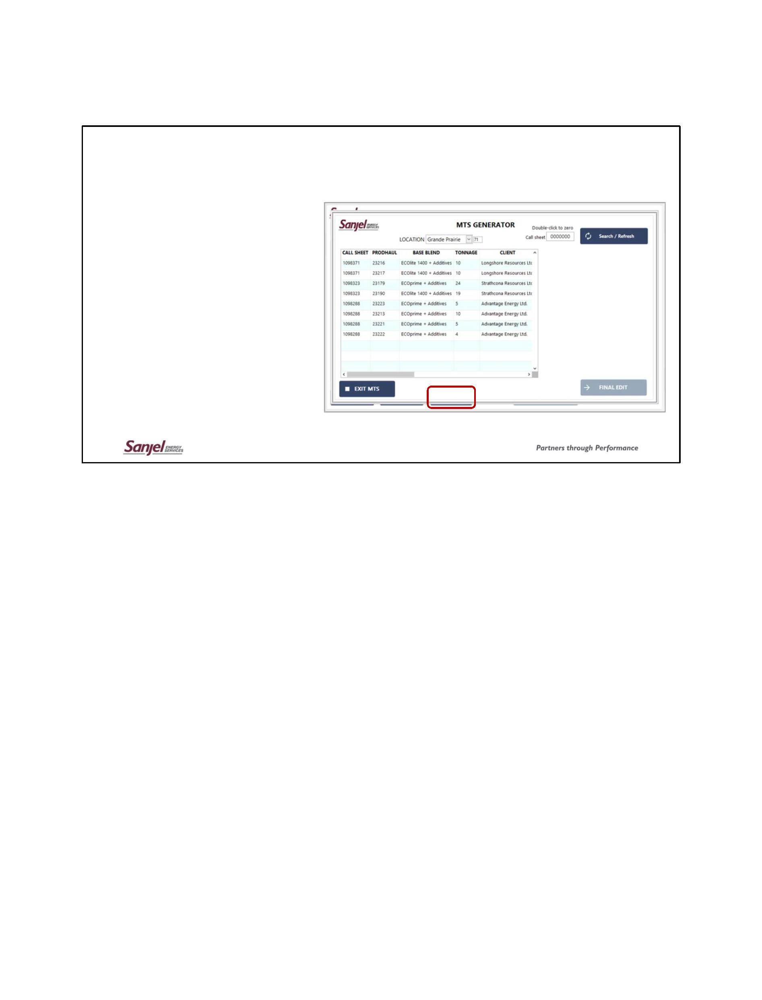 Sanjel ENERGY SERVICES
MTS GENERATOR
Double-click to zero
Call sheet 0000000
Search / Refresh
LOCATION Grande Prairie 71
CALL SHEET PRODHAUL BASE BLEND TONNAGE CLIENT
1098371 23216 ECOlite 1400 + Additives 10 Longshore Resources Ltd
1098371 23217 ECOlite 1400 + Additives 10 Longshore Resources Ltd
1098323 23179 ECOprime + Additives 24 Strathcona Resources Ltd
1098323 23190 ECOlite 1400 + Additives 19 Strathcona Resources Ltd
1098288 23223 ECOprime + Additives 5 Advantage Energy Ltd.
1098288 23213 ECOprime + Additives 10 Advantage Energy Ltd.
1098288 23221 ECOprime + Additives 5 Advantage Energy Ltd.
1098288 23222 ECOprime + Additives 4 Advantage Energy Ltd.
EXIT MTS
FINAL EDIT
Sanjel ENERGY SERVICES
Partners through Performance